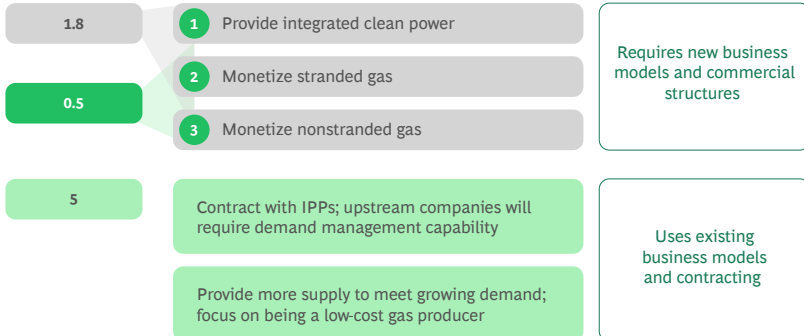 1.8
1 Provide integrated clean power
Requires new business
models and commercial
structures
2 Monetize stranded gas
0.5
3 Monetize nonstranded gas
5
Contract with IPPs; upstream companies will
require demand management capability
Uses existing
business models
and contracting
Provide more supply to meet growing demand;
focus on being a low-cost gas producer